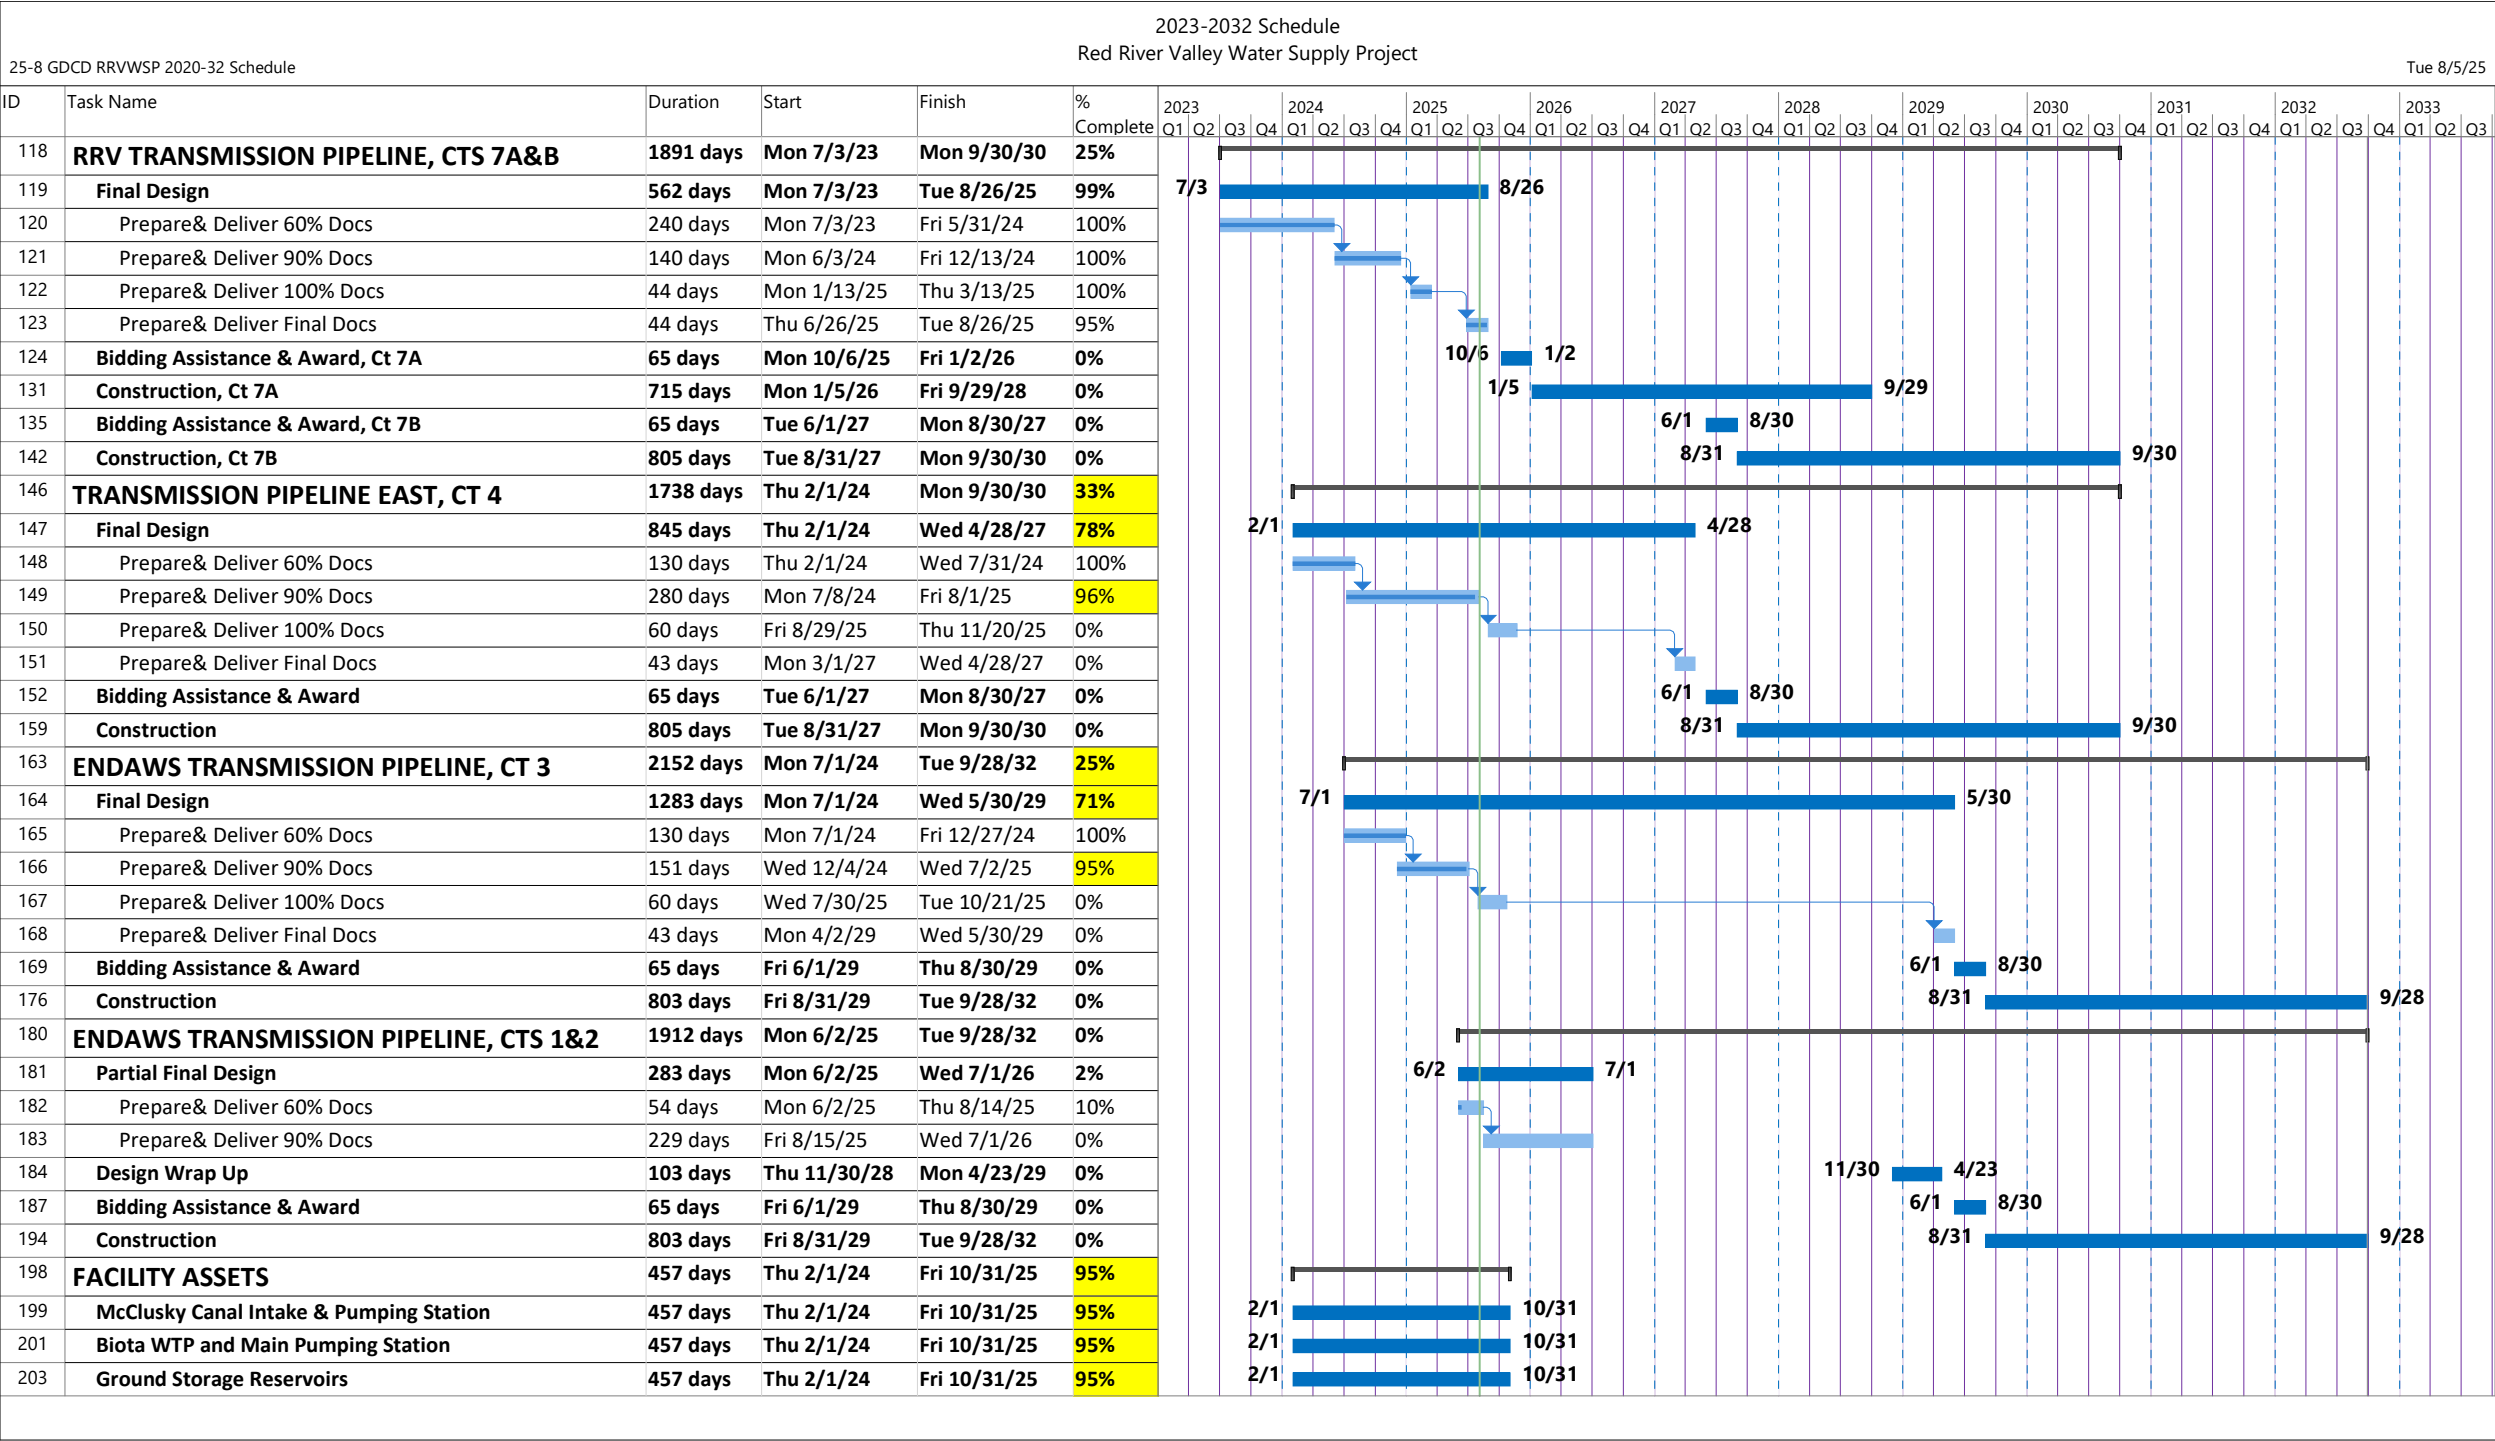 2023-2032 Schedule
Red River Valley Water Supply Project
25-8 GDCD RRVWSP 2020-32 Schedule Tue 8/5/25
ID Task Name Duration Start Finish % Complete 2023 2024 2025 2026 2027 2028 2029 2030 2031 2032 2033
Q1 Q2 Q3 Q4 Q1 Q2 Q3 Q4 Q1 Q2 Q3 Q4 Q1 Q2 Q3 Q4 Q1 Q2 Q3 Q4 Q1 Q2 Q3 Q4 Q1 Q2 Q3 Q4 Q1 Q2 Q3 Q4 Q1 Q2 Q3 Q4 Q1 Q2 Q3 Q4 Q1 Q2 Q3
118 RRV TRANSMISSION PIPELINE, CTS 7A&B 1891 days Mon 7/3/23 Mon 9/30/30 25%
119 Final Design 562 days Mon 7/3/23 Tue 8/26/25 99% 7/3 8/26
120 Prepare& Deliver 60% Docs 240 days Mon 7/3/23 Fri 5/31/24 100%
121 Prepare& Deliver 90% Docs 140 days Mon 6/3/24 Fri 12/13/24 100%
122 Prepare& Deliver 100% Docs 44 days Mon 1/13/25 Thu 3/13/25 100%
123 Prepare& Deliver Final Docs 44 days Thu 6/26/25 Tue 8/26/25 95%
124 Bidding Assistance & Award, Ct 7A 65 days Mon 10/6/25 Fri 1/2/26 0% 10/6 1/2
131 Construction, Ct 7A 715 days Mon 1/5/26 Fri 9/29/28 0% 1/5 9/29
135 Bidding Assistance & Award, Ct 7B 65 days Tue 6/1/27 Mon 8/30/27 0% 6/1 8/30
142 Construction, Ct 7B 805 days Tue 8/31/27 Mon 9/30/30 0% 8/31 9/30
146 TRANSMISSION PIPELINE EAST, CT 4 1738 days Thu 2/1/24 Mon 9/30/30 33%
147 Final Design 845 days Thu 2/1/24 Wed 4/28/27 78% 2/1 4/28
148 Prepare& Deliver 60% Docs 130 days Thu 2/1/24 Wed 7/31/24 100%
149 Prepare& Deliver 90% Docs 280 days Mon 7/8/24 Fri 8/1/25 96%
150 Prepare& Deliver 100% Docs 60 days Fri 8/29/25 Thu 11/20/25 0%
151 Prepare& Deliver Final Docs 43 days Mon 3/1/27 Wed 4/28/27 0%
152 Bidding Assistance & Award 65 days Tue 6/1/27 Mon 8/30/27 0% 6/1 8/30
159 Construction 805 days Tue 8/31/27 Mon 9/30/30 0% 8/31 9/30
163 ENDAWS TRANSMISSION PIPELINE, CT 3 2152 days Mon 7/1/24 Tue 9/28/32 25%
164 Final Design 1283 days Mon 7/1/24 Wed 5/30/29 71% 7/1 5/30
165 Prepare& Deliver 60% Docs 130 days Mon 7/1/24 Fri 12/27/24 100%
166 Prepare& Deliver 90% Docs 151 days Wed 12/4/24 Wed 7/2/25 95%
167 Prepare& Deliver 100% Docs 60 days Wed 7/30/25 Tue 10/21/25 0%
168 Prepare& Deliver Final Docs 43 days Mon 4/2/29 Wed 5/30/29 0%
169 Bidding Assistance & Award 65 days Fri 6/1/29 Thu 8/30/29 0% 6/1 8/30
176 Construction 803 days Fri 8/31/29 Tue 9/28/32 0% 8/31 9/28
180 ENDAWS TRANSMISSION PIPELINE, CTS 1&2 1912 days Mon 6/2/25 Tue 9/28/32 0%
181 Partial Final Design 283 days Mon 6/2/25 Wed 7/1/26 2% 6/2 7/1
182 Prepare& Deliver 60% Docs 54 days Mon 6/2/25 Thu 8/14/25 10%
183 Prepare& Deliver 90% Docs 229 days Fri 8/15/25 Wed 7/1/26 0%
184 Design Wrap Up 103 days Thu 11/30/28 Mon 4/23/29 0% 11/30 4/23
187 Bidding Assistance & Award 65 days Fri 6/1/29 Thu 8/30/29 0% 6/1 8/30
194 Construction 803 days Fri 8/31/29 Tue 9/28/32 0% 8/31 9/28
198 FACILITY ASSETS 457 days Thu 2/1/24 Fri 10/31/25 95%
199 McClusky Canal Intake & Pumping Station 457 days Thu 2/1/24 Fri 10/31/25 95% 2/1 10/31
201 Biota WTP and Main Pumping Station 457 days Thu 2/1/24 Fri 10/31/25 95% 2/1 10/31
203 Ground Storage Reservoirs 457 days Thu 2/1/24 Fri 10/31/25 95% 2/1 10/31